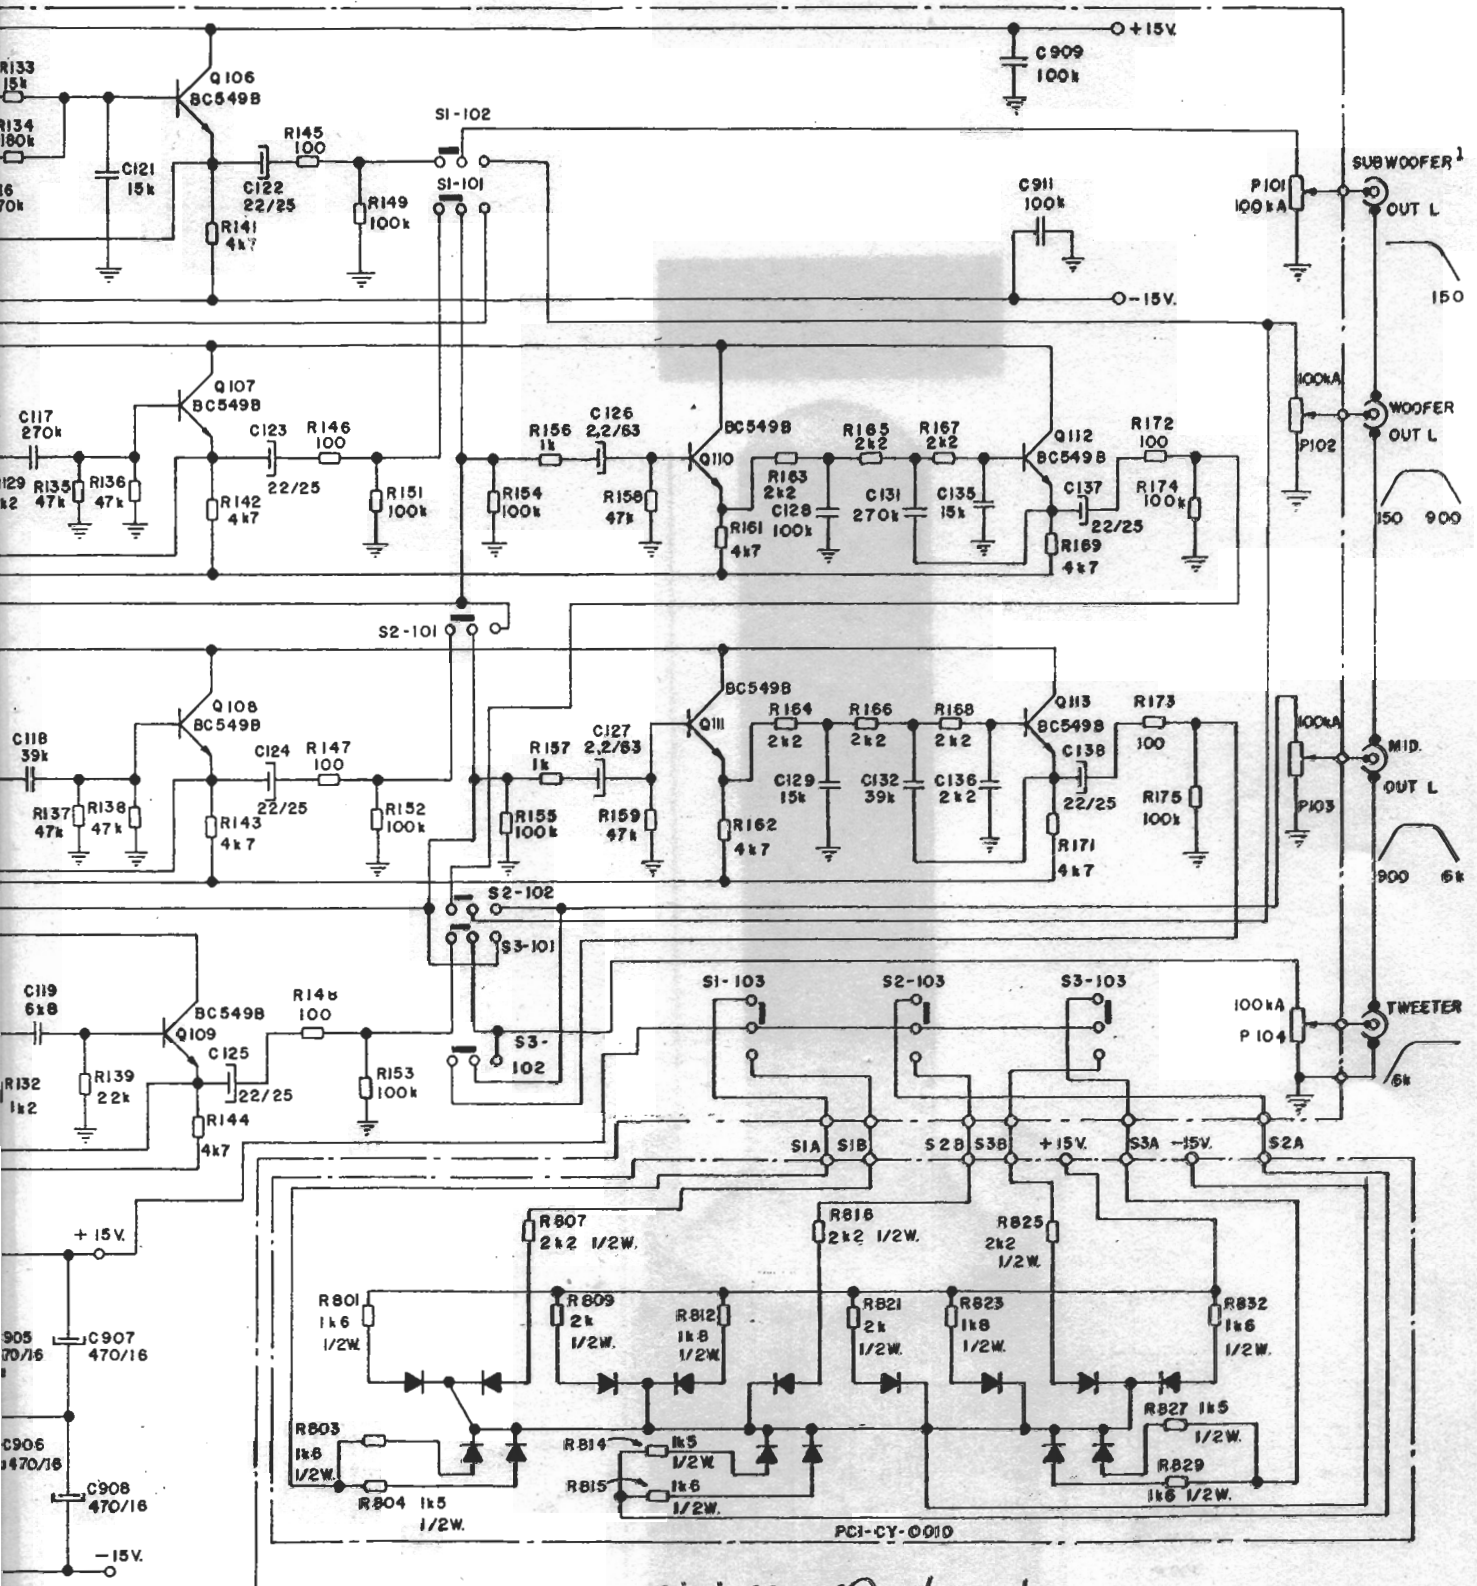 +15V.
C909
100k
R133
15k
Q106
BC549B
R134
180k
C121
15k
C122
22/25
R145
100
S1-102
S1-101
R149
100k
R141
4k7
C911
100k
P101
100kA
SUBWOOFER 1
OUT L
150
-15V.
C117
270k
R135
47k
R136
47k
Q107
BC549B
C123
22/25
R146
100
R142
4k7
R151
100k
R154
100k
R156
1k
C126
2,2/63
R158
47k
BC549B
Q110
R161
4k7
R163
2k2
C128
100k
R165
2k2
R167
2k2
C131
270k
C135
15k
Q112
BC549B
C137
22/25
R169
4k7
R172
100
R174
100k
100kA
P102
WOOFER
OUT L
150 900
S2-101
C118
39k
R137
47k
R138
47k
Q108
BC549B
C124
22/25
R147
100
R143
4k7
R152
100k
R155
100k
R157
1k
C127
2,2/63
R159
47k
BC549B
Q111
R162
4k7
R164
2k2
R166
2k2
R168
2k2
C129
15k
C132
39k
C136
2k2
Q113
BC549B
C138
22/25
R171
4k7
R173
100
R175
100k
100kA
P103
MID.
OUT L
900 6k
S2-102
S3-101
C119
6k8
R132
1k2
R139
22k
BC549B
Q109
C125
22/25
R144
4k7
R148
100
R153
100k
S3-
102
S1-103
S2-103
S3-103
100kA
P104
TWEETER
6k
S1A S1B S2B S3B +15V. S3A -15V. S2A
+15V.
C907
470/16
C906
470/16
C908
470/16
-15V.
R807
2k2 1/2W.
R816
2k2 1/2W.
R825
2k2
1/2W.
R801
1k6
1/2W.
R809
2k
1/2W.
R812
1k8
1/2W.
R821
2k
1/2W.
R823
1k8
1/2W.
R832
1k6
1/2W.
R803
1k6
1/2W.
R804 1k5
1/2W.
R814 1k5
1/2W.
R815 1k6
1/2W.
R827 1k5
1/2W.
R829
1k6 1/2W.
PCI-CY-0010